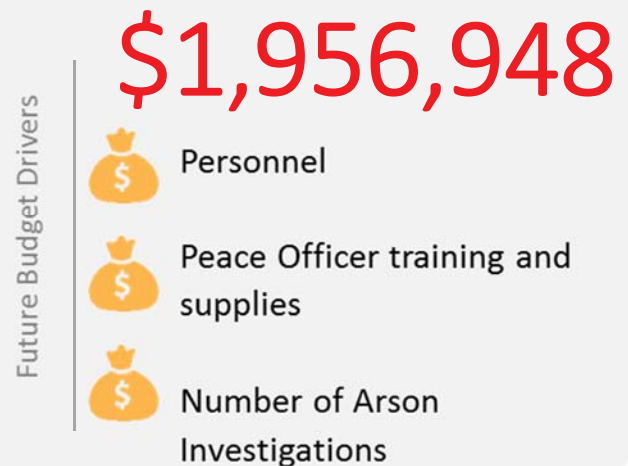 $1,956,948
Future Budget Drivers
$ Personnel
$ Peace Officer training and
supplies
$ Number of Arson
Investigations